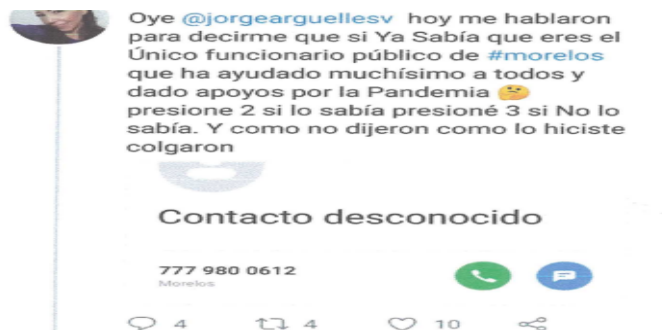 Oye @jorgearguellesv hoy me hablaron
para decirme que si Ya Sabía que eres el
Único funcionario público de #morelos
que ha ayudado muchísimo a todos y
dado apoyos por la Pandemia 🤔
presione 2 si lo sabía presioné 3 si No lo
sabía. Y como no dijeron como lo hiciste
colgaron
Contacto desconocido
777 980 0612
Morelos
4 4 10